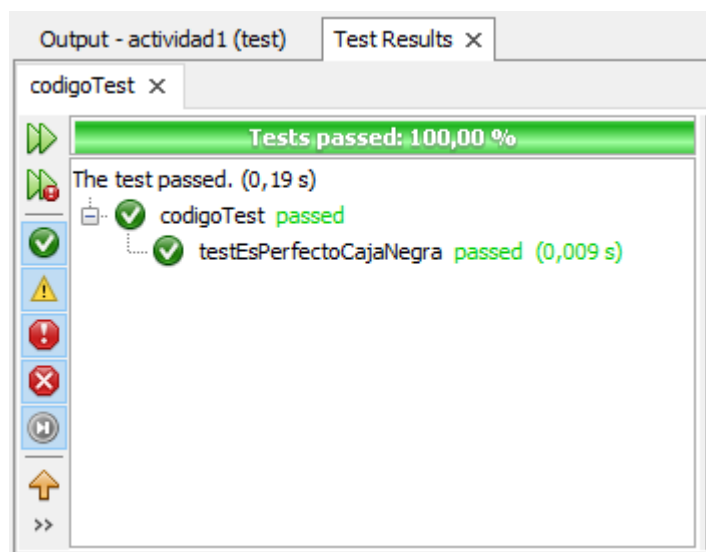 Output - actividad1 (test) Test Results
codigoTest
Tests passed: 100,00 %
The test passed. (0,19 s)
codigoTest passed
testEsPerfectoCajaNegra passed (0,009 s)
>>